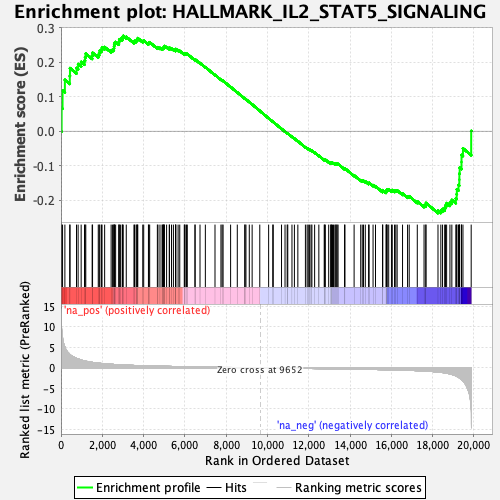 Enrichment plot: HALLMARK_IL2_STAT5_SIGNALING
Enrichment score (ES)
0.3
0.2
0.1
0.0
-0.1
-0.2
Ranked list metric (PreRanked)
15
10
5
0
-5
-10
-15
'na_pos' (positively correlated)
Zero cross at 9652
'na_neg' (negatively correlated)
0
2,000
4,000
6,000
8,000
10,000
12,000
14,000
16,000
18,000
20,000
Rank in Ordered Dataset
Enrichment profile
Hits
Ranking metric scores